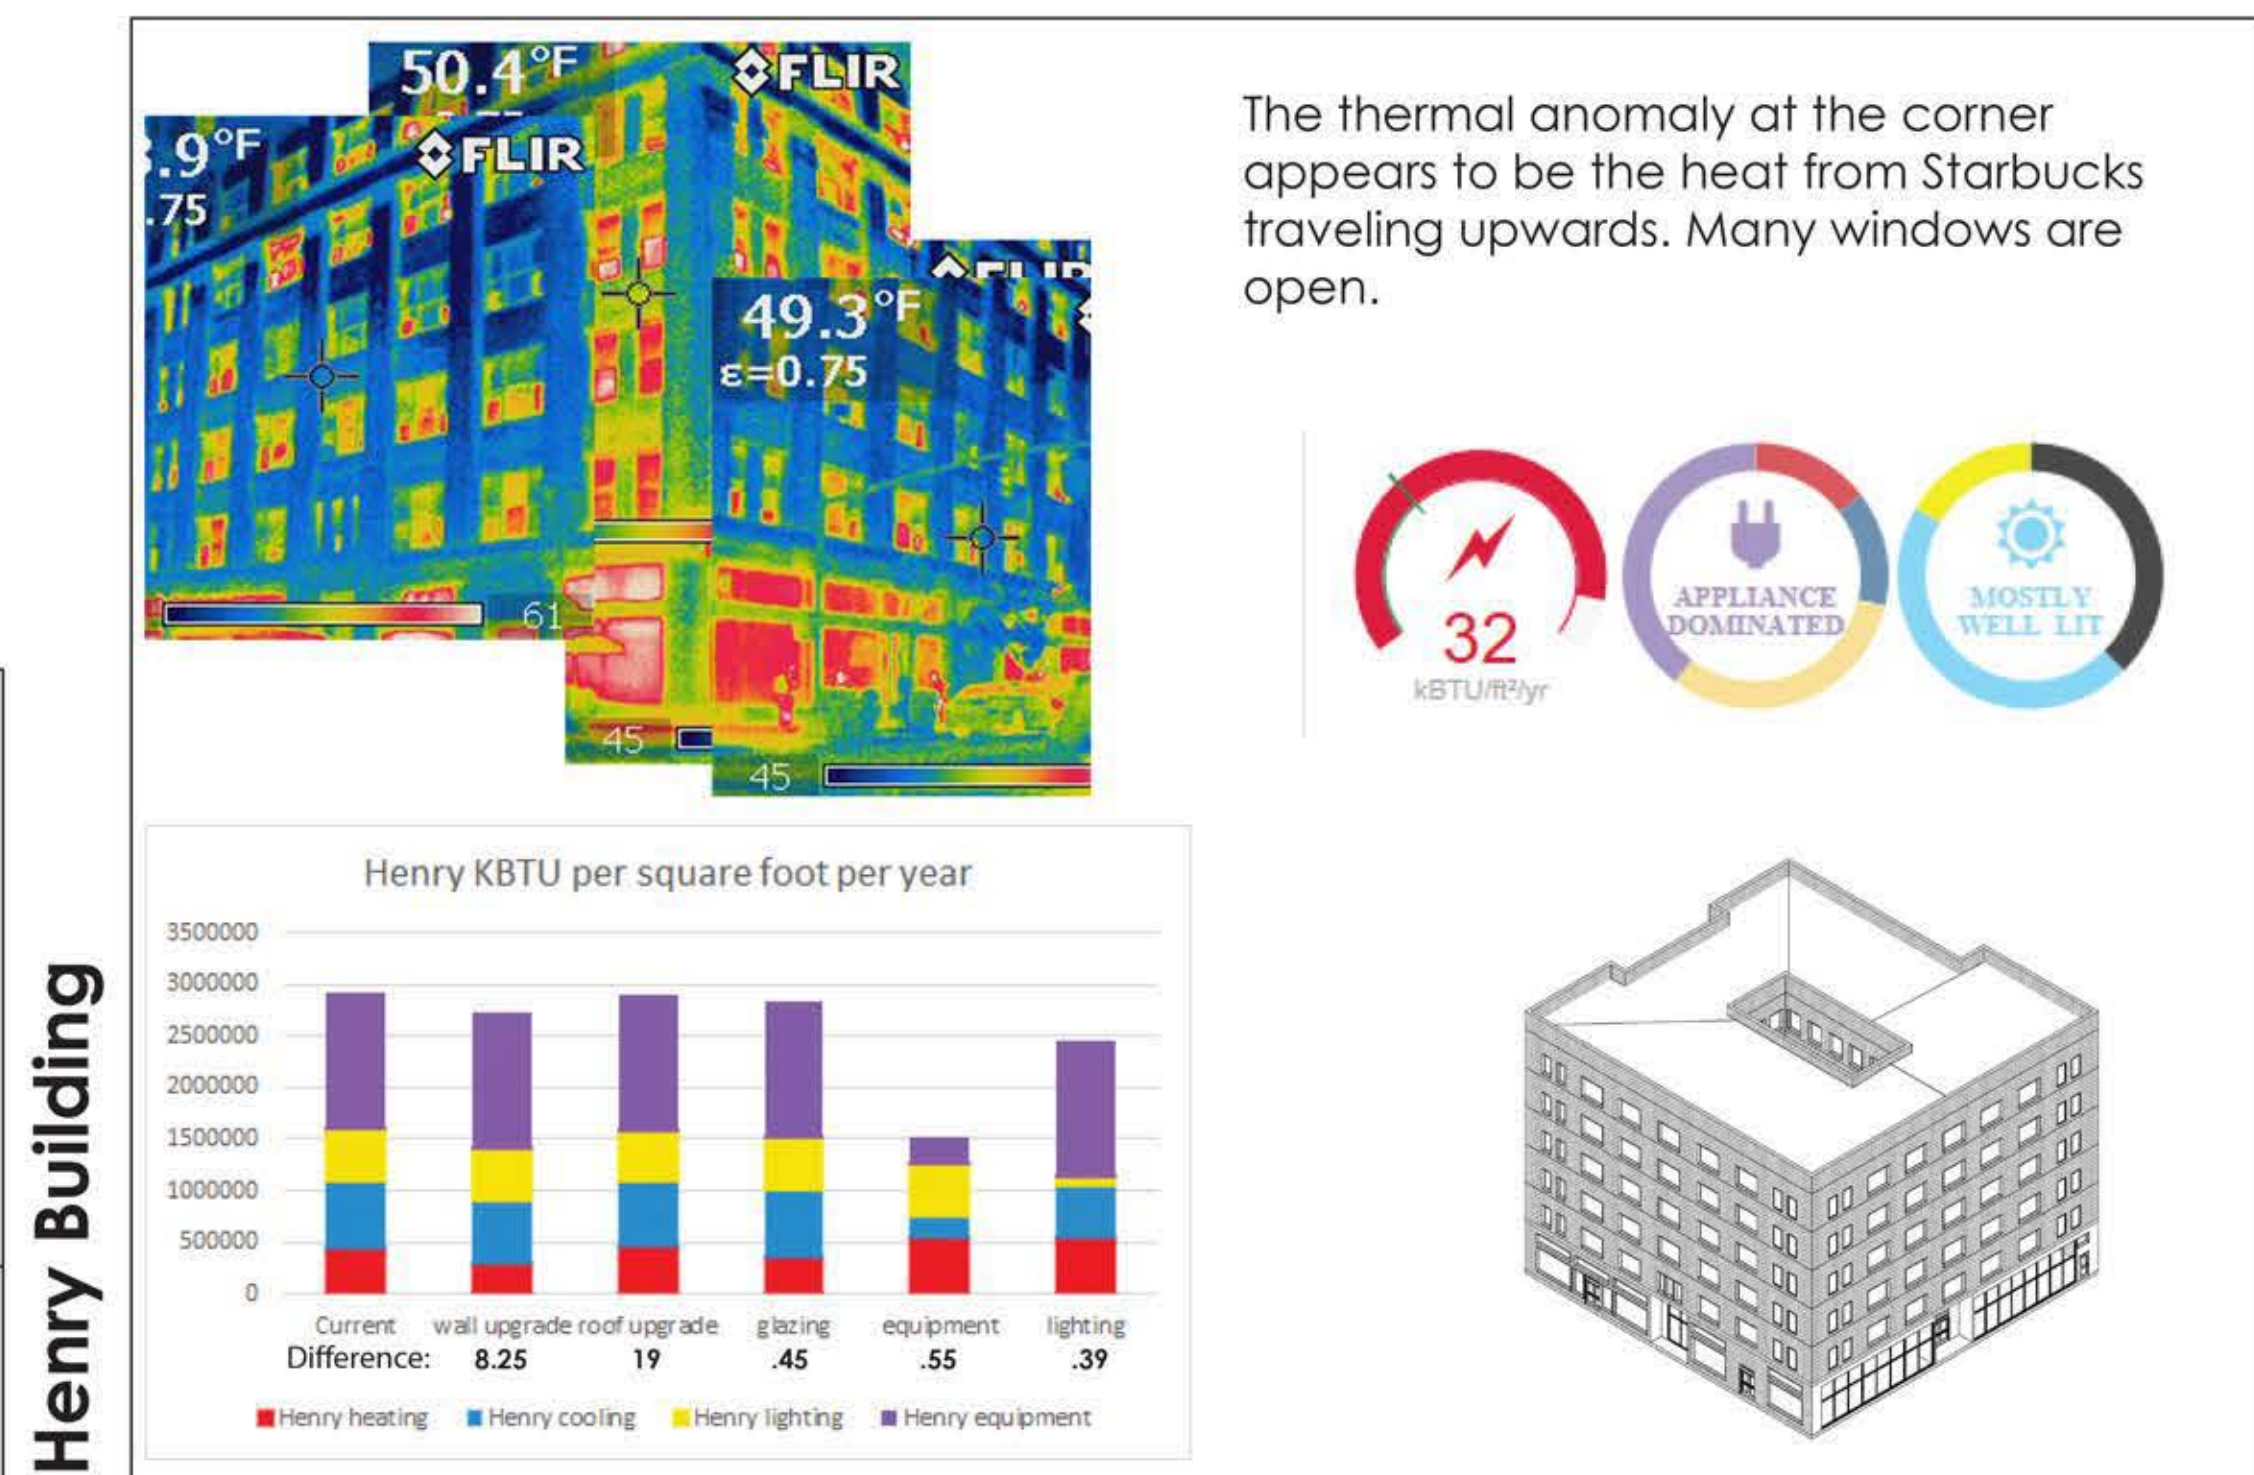 Henry Building
50.4°F
FLIR
.9°F
FLIR
.75
FLIR
49.3°F
ε=0.75
61
45
45
The thermal anomaly at the corner
appears to be the heat from Starbucks
traveling upwards. Many windows are
open.
32
kBTU/ft²/yr
APPLIANCE
DOMINATED
MOSTLY
WELL LIT
Henry KBTU per square foot per year
3500000
3000000
2500000
2000000
1500000
1000000
500000
0
Current wall upgrade roof upgrade glazing equipment lighting
Difference: 8.25 19 .45 .55 .39
Henry heating Henry cooling Henry lighting Henry equipment